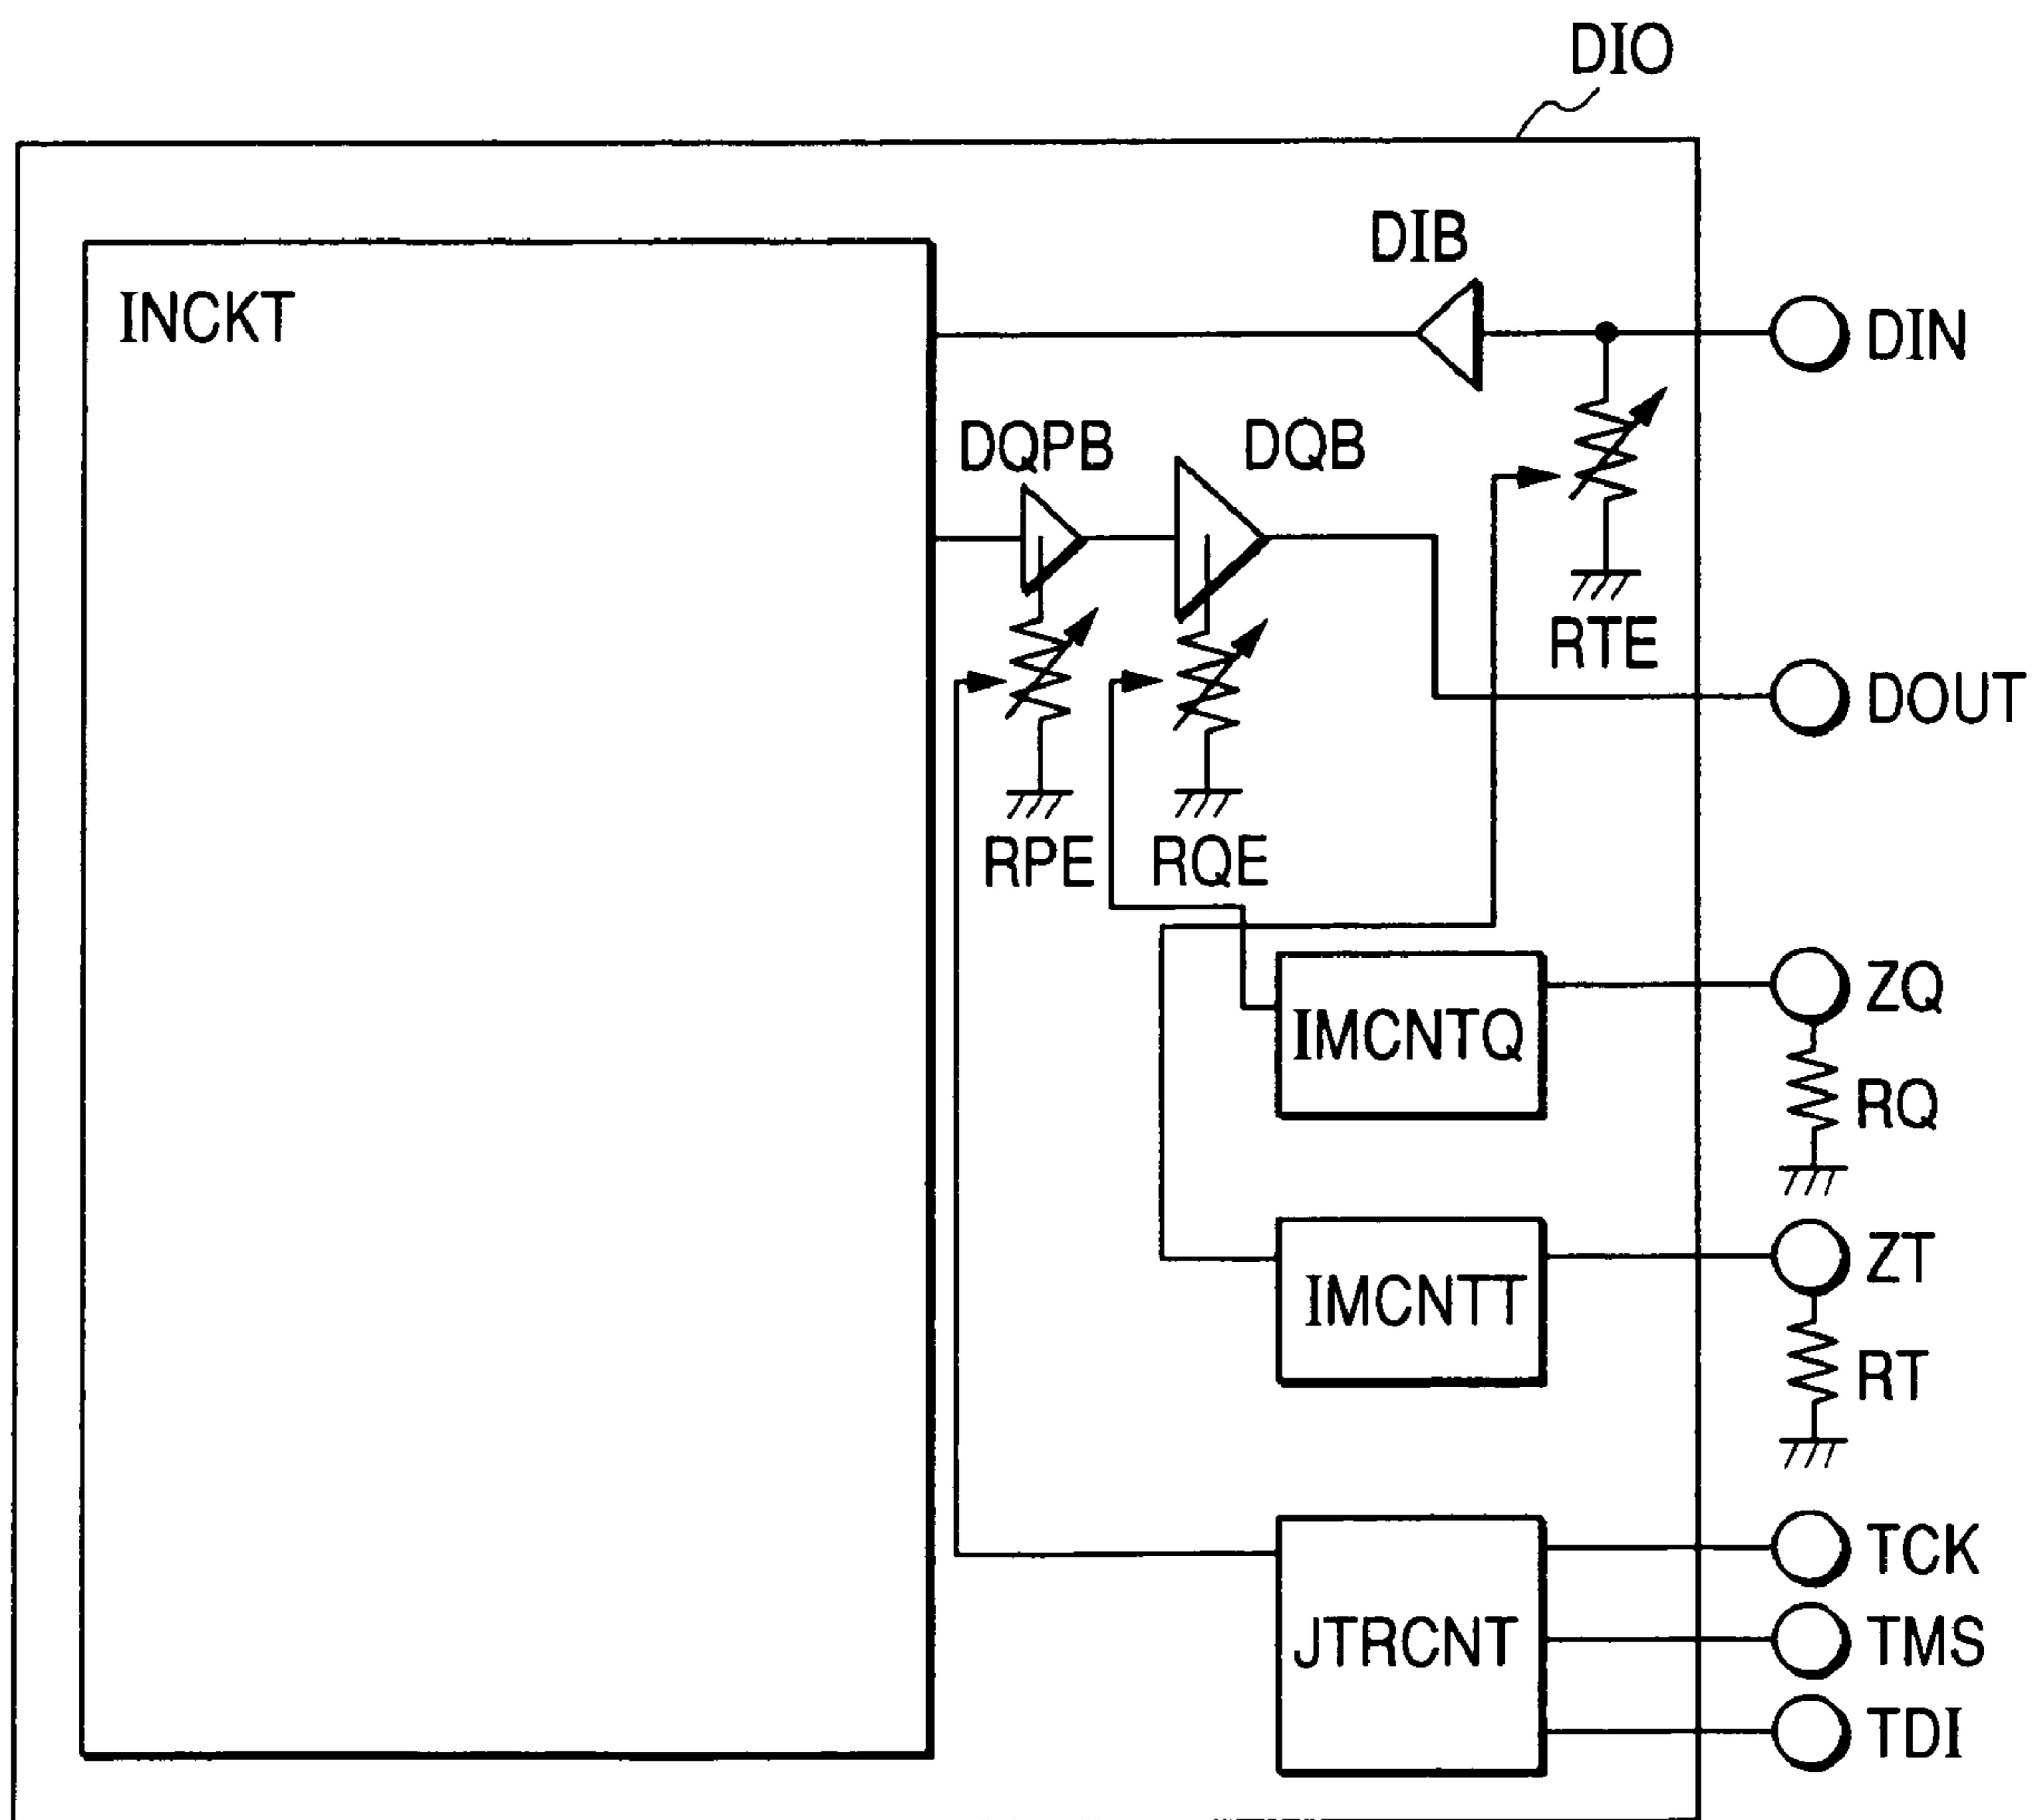 DIO
DIB
INCKT
DIN
DQPB
DQB
RTE
DOUT
RPE
RQE
ZQ
IMCNTQ
RQ
ZT
IMCNTT
RT
TCK
JTRCNT
TMS
TDI